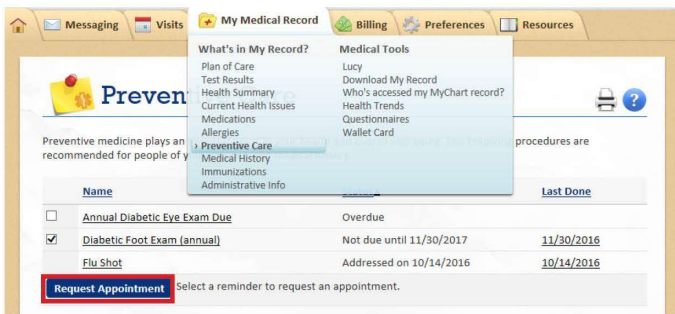 Messaging Visits My Medical Record Billing Preferences Resources
What's in My Record? Medical Tools
Plan of Care Lucy
Test Results Download My Record
Health Summary Who's accessed my MyChart record?
Current Health Issues Health Trends
Medications Questionnaires
Allergies Wallet Card
› Preventive Care
Medical History
Immunizations
Administrative Info
Preven
Preventive medicine plays an procedures are
recommended for people of y
Name Last Done
Annual Diabetic Eye Exam Due Overdue
Diabetic Foot Exam (annual) Not due until 11/30/2017 11/30/2016
Flu Shot Addressed on 10/14/2016 10/14/2016
Request Appointment Select a reminder to request an appointment.